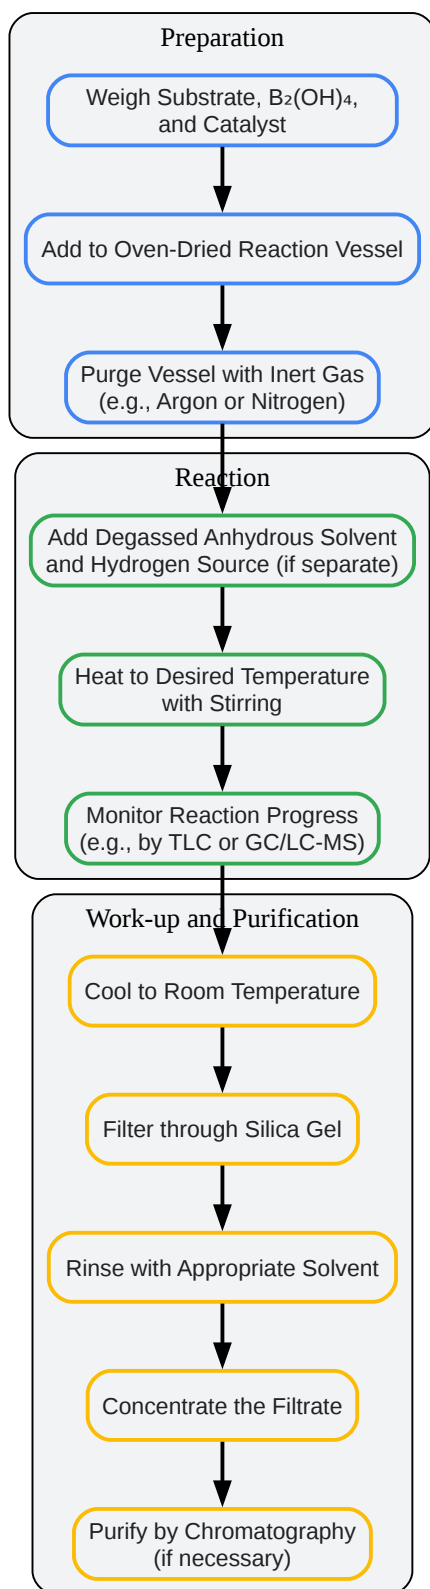 Preparation
Weigh Substrate, B₂(OH)₄,
and Catalyst
Add to Oven-Dried Reaction Vessel
Purge Vessel with Inert Gas
(e.g., Argon or Nitrogen)
Reaction
Add Degassed Anhydrous Solvent
and Hydrogen Source (if separate)
Heat to Desired Temperature
with Stirring
Monitor Reaction Progress
(e.g., by TLC or GC/LC-MS)
Work-up and Purification
Cool to Room Temperature
Filter through Silica Gel
Rinse with Appropriate Solvent
Concentrate the Filtrate
Purify by Chromatography
(if necessary)